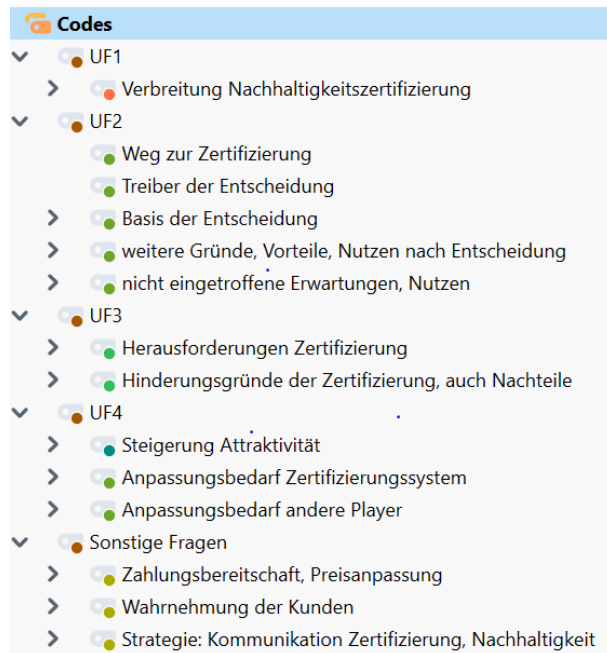 Codes
UF1
Verbreitung Nachhaltigkeitszertifizierung
UF2
Weg zur Zertifizierung
Treiber der Entscheidung
Basis der Entscheidung
weitere Gründe, Vorteile, Nutzen nach Entscheidung
nicht eingetroffene Erwartungen, Nutzen
UF3
Herausforderungen Zertifizierung
Hinderungsgründe der Zertifizierung, auch Nachteile
UF4
Steigerung Attraktivität
Anpassungsbedarf Zertifizierungssystem
Anpassungsbedarf andere Player
Sonstige Fragen
Zahlungsbereitschaft, Preisanpassung
Wahrnehmung der Kunden
Strategie: Kommunikation Zertifizierung, Nachhaltigkeit